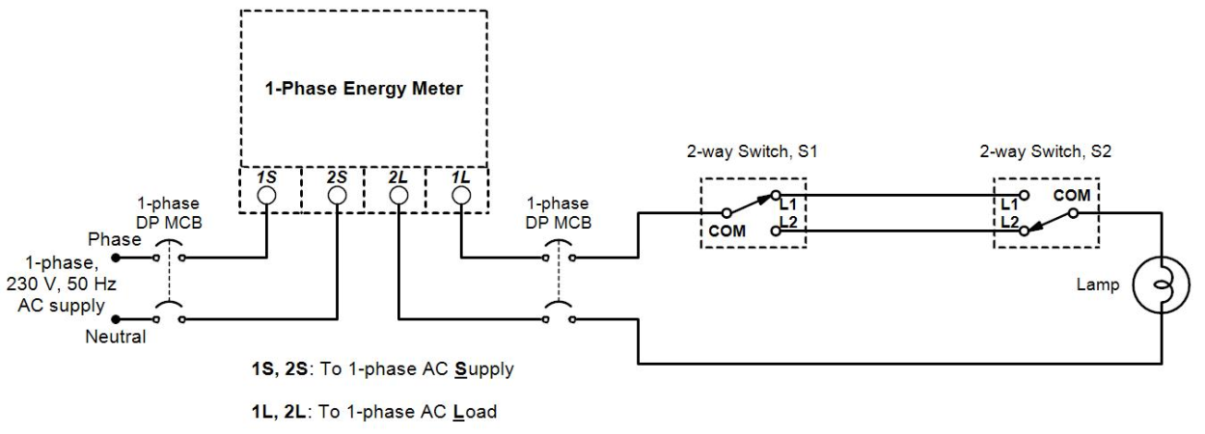 1-Phase Energy Meter
1S
2S
2L
1L
1-phase
DP MCB
Phase
1-phase,
230 V, 50 Hz
AC supply
Neutral
1-phase
DP MCB
2-way Switch, S1
L1
COM
L2
2-way Switch, S2
COM
L1
L2
Lamp
1S, 2S: To 1-phase AC Supply
1L, 2L: To 1-phase AC Load